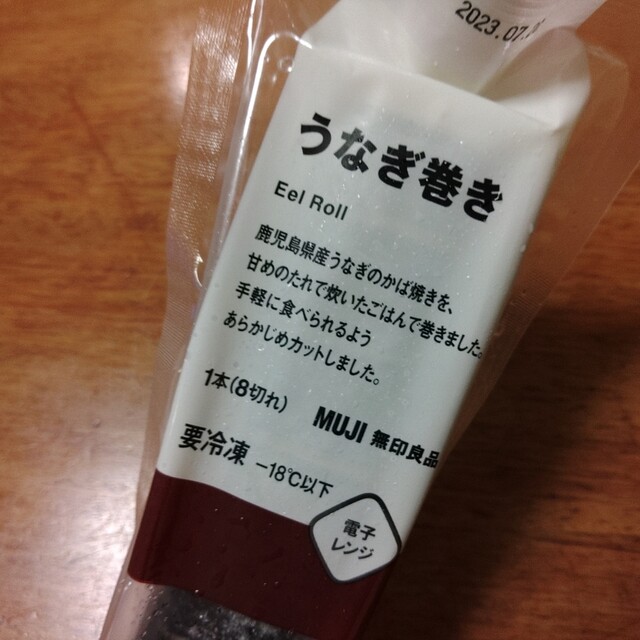 2023.07.
うなぎ巻き
Eel Roll
鹿児島県産うなぎのかば焼きを、
甘めのたれで炊いたごはんで巻きました。
手軽に食べられるよう
あらかじめカットしました。
1本(8切れ)
MUJI 無印良品
要冷凍 −18℃以下
電子
レンジ